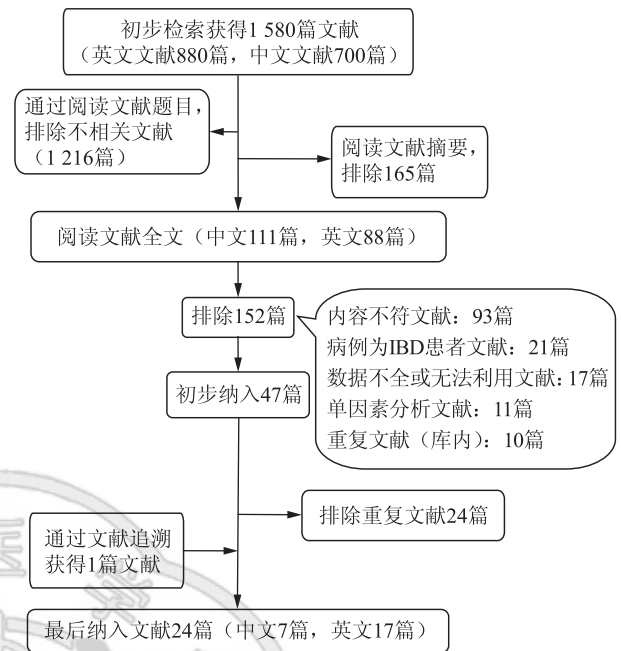 初步检索获得1 580篇文献
（英文文献880篇，中文文献700篇）
通过阅读文献题目，
排除不相关文献
（1 216篇）
阅读文献摘要，
排除165篇
阅读文献全文（中文111篇，英文88篇）
排除152篇
内容不符文献：93篇
病例为IBD患者文献：21篇
数据不全或无法利用文献：17篇
单因素分析文献：11篇
重复文献（库内）：10篇
初步纳入47篇
排除重复文献24篇
通过文献追溯
获得1篇文献
最后纳入文献24篇（中文7篇，英文17篇）